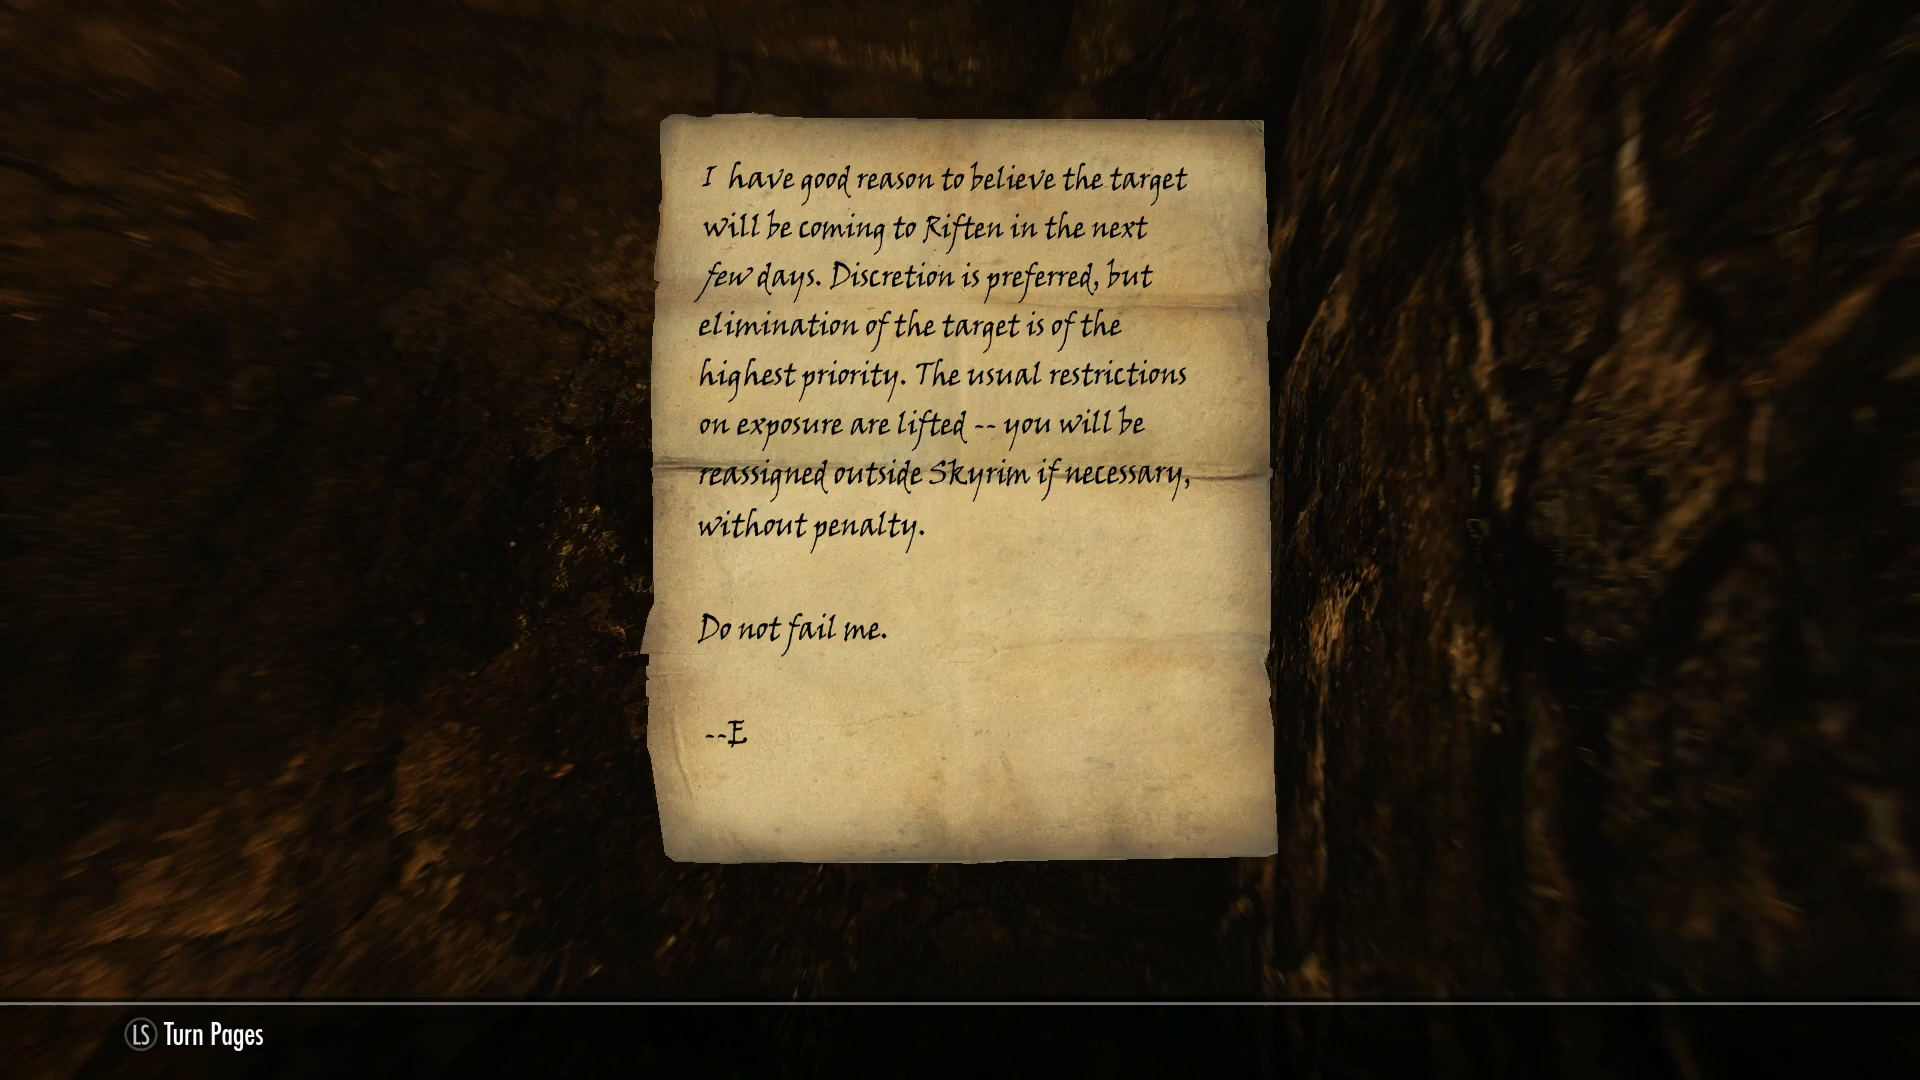 I have good reason to believe the target
will be coming to Riften in the next
few days. Discretion is preferred, but
elimination of the target is of the
highest priority. The usual restrictions
on exposure are lifted -- you will be
reassigned outside Skyrim if necessary,
without penalty.
Do not fail me.
--E
LS Turn Pages